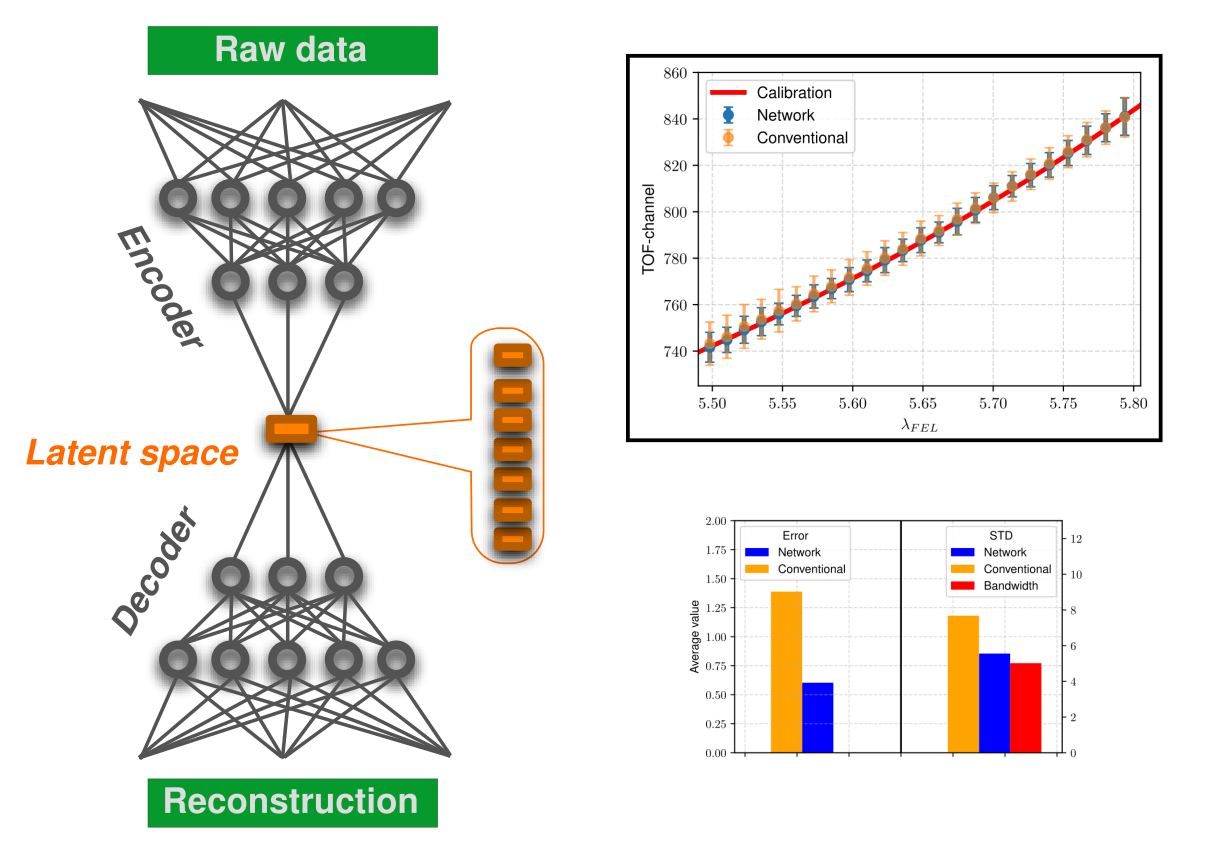 Raw data
Encoder
Latent space
Decoder
Reconstruction
860
840
820
800
780
760
740
TOF-channel
Calibration
Network
Conventional
5.50 5.55 5.60 5.65 5.70 5.75 5.80
λFEL
2.00
1.75
1.50
1.25
1.00
0.75
0.50
0.25
0.00
Average value
Error
Network
Conventional
STD
Network
Conventional
Bandwidth
12
10
8
6
4
2
0